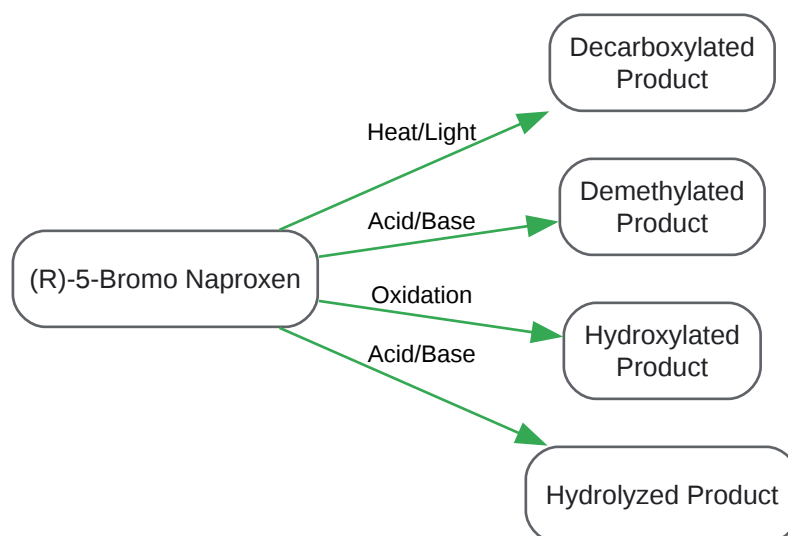 Decarboxylated
Product
Heat/Light
Demethylated
Product
Acid/Base
(R)-5-Bromo Naproxen
Oxidation
Hydroxylated
Product
Acid/Base
Hydrolyzed Product